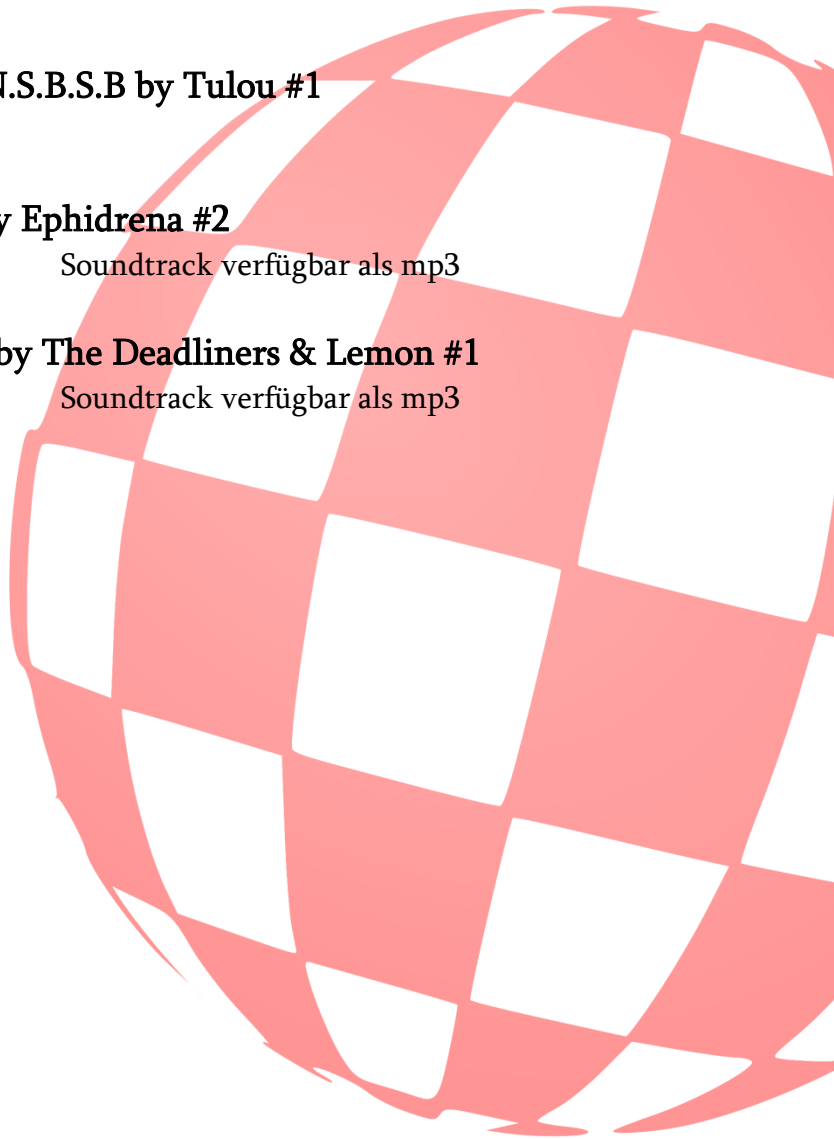 N.S.B.S.B by Tulou #1
y Ephidrena #2
Soundtrack verfügbar als mp3
by The Deadliners & Lemon #1
Soundtrack verfügbar als mp3